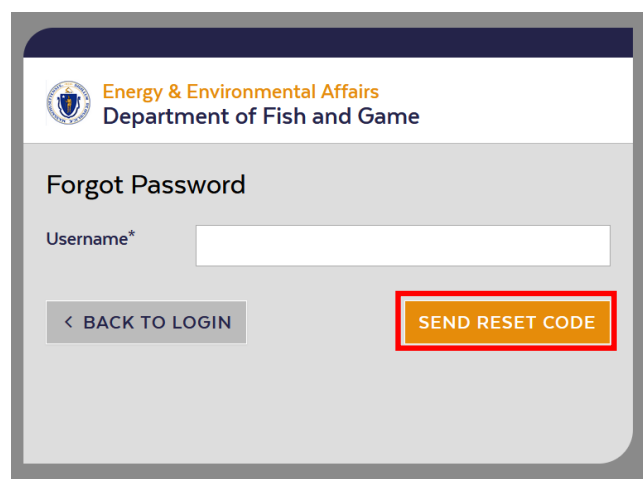 Energy & Environmental Affairs
Department of Fish and Game
Forgot Password
Username*
< BACK TO LOGIN
SEND RESET CODE